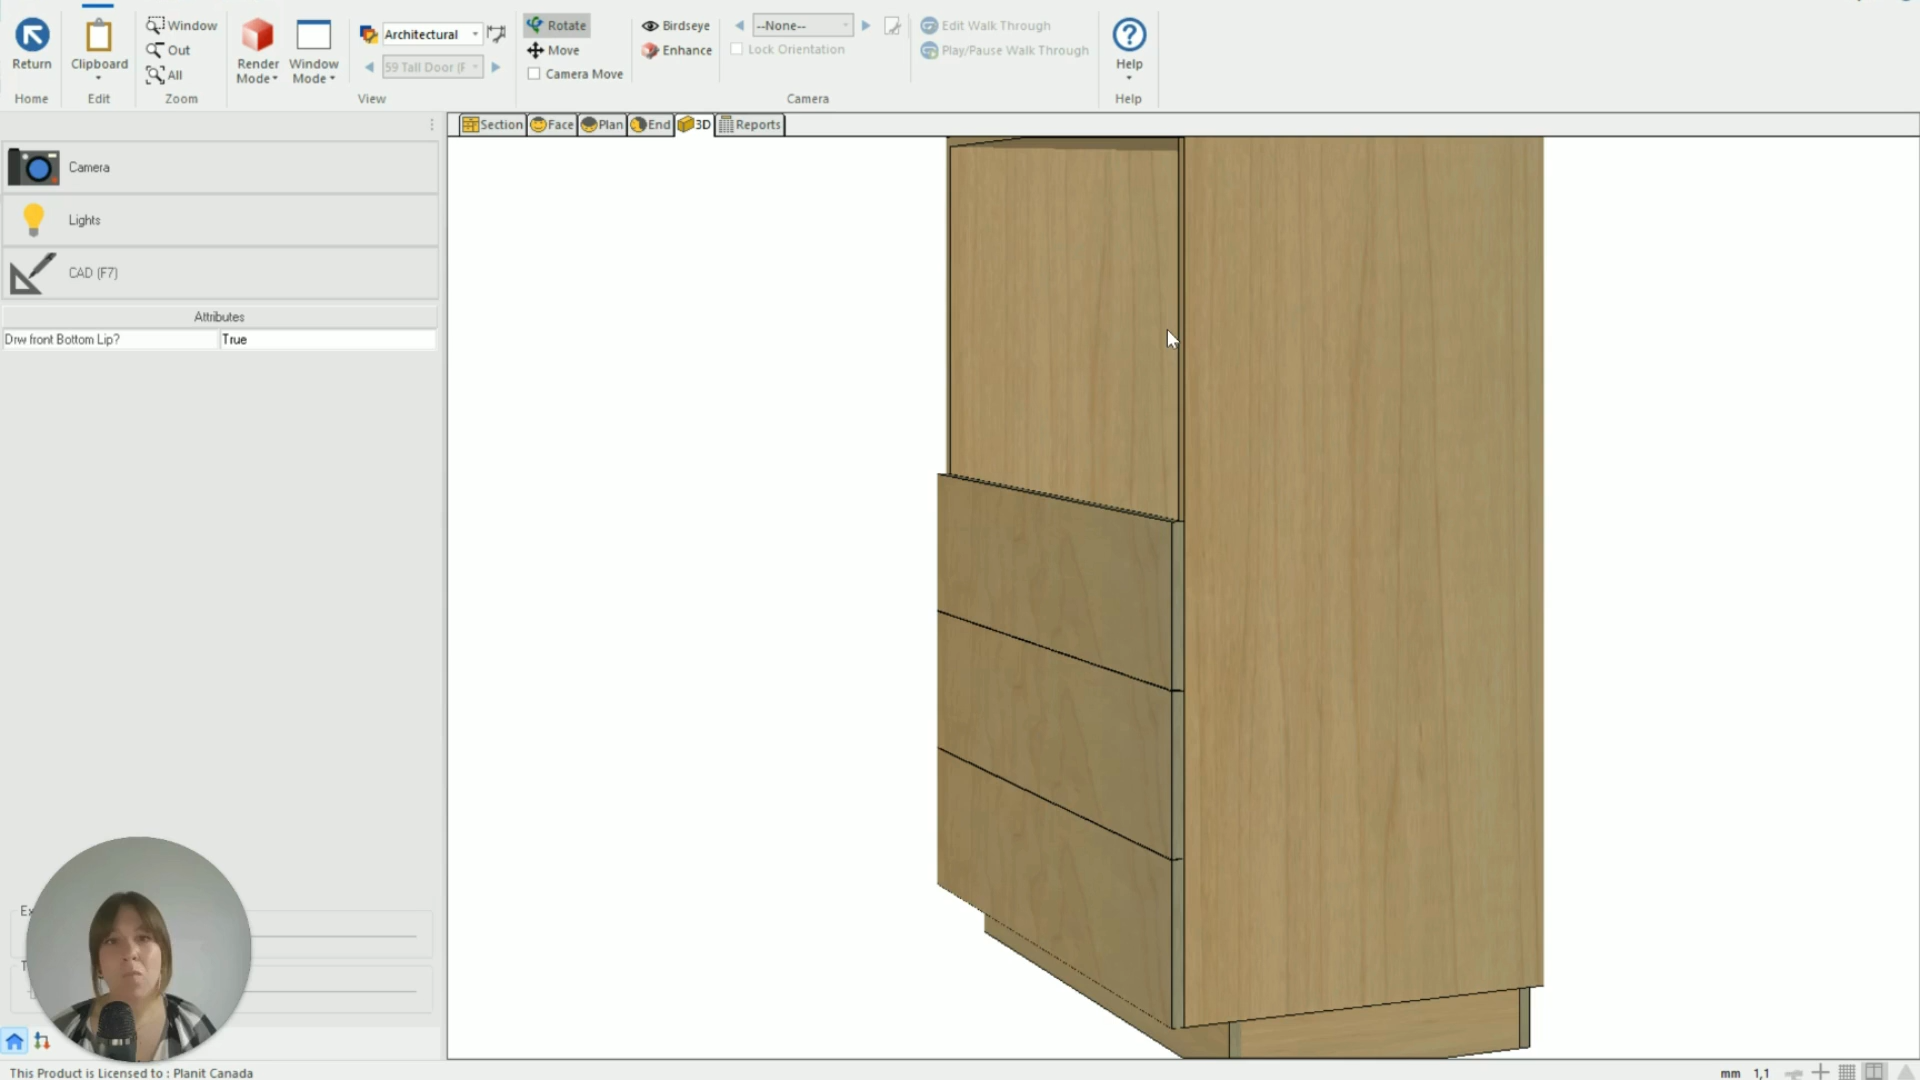 Return
Home
Clipboard
Edit
Window
Out
All
Zoom
Render
Mode
Window
Mode
Architectural
59 Tall Door (F
View
Rotate
Move
Camera Move
Birdseye
Enhance
--None--
Lock Orientation
Edit Walk Through
Play/Pause Walk Through
Camera
Help
Help
Section
Face
Plan
End
3D
Reports
Camera
Lights
CAD (F7)
Attributes
Drw front Bottom Lip? True
This Product is Licensed to : Planit Canada
mm 1,1